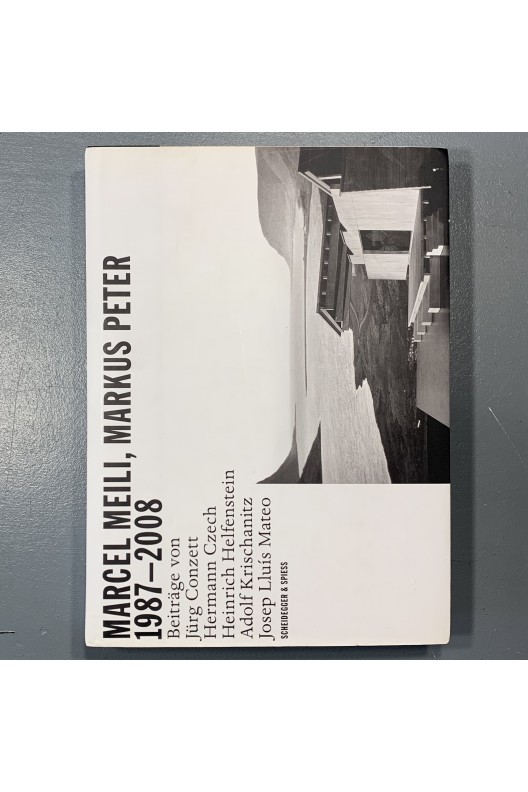 MARCEL MEILI, MARKUS PETER
1987–2008
Beiträge von
Jürg Conzett
Hermann Czech
Heinrich Helfenstein
Adolf Krischanitz
Josep Lluís Mateo
SCHEIDEGGER & SPIESS